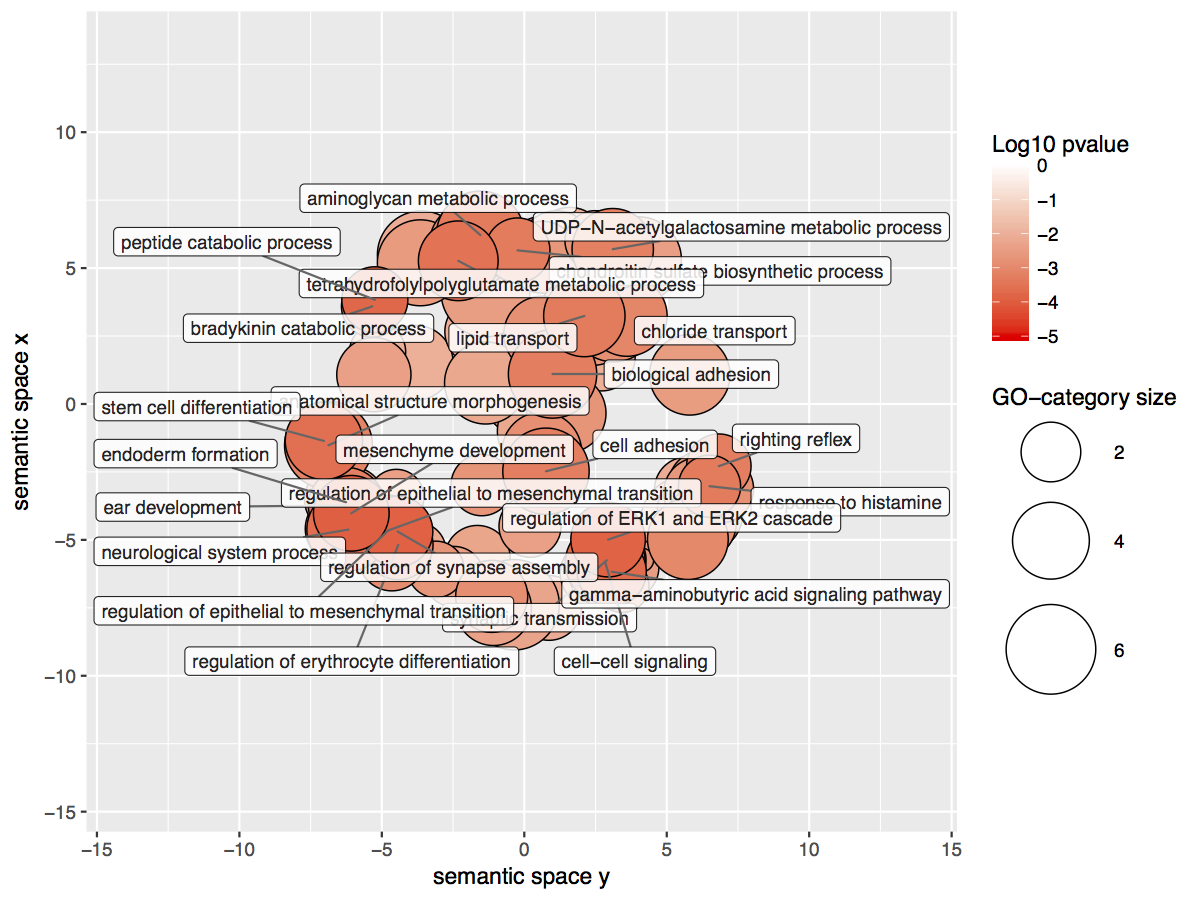 aminoglycan metabolic process
UDP−N−acetylgalactosamine metabolic process
peptide catabolic process
chondroitin sulfate biosynthetic process
tetrahydrofolylpolyglutamate metabolic process
bradykinin catabolic process
lipid transport
chloride transport
biological adhesion
anatomical structure morphogenesis
stem cell differentiation
mesenchyme development
cell adhesion
righting reflex
endoderm formation
regulation of epithelial to mesenchymal transition
response to histamine
ear development
regulation of ERK1 and ERK2 cascade
neurological system process
regulation of synapse assembly
gamma−aminobutyric acid signaling pathway
regulation of epithelial to mesenchymal transition
synaptic transmission
regulation of erythrocyte differentiation
cell−cell signaling
10
5
0
−5
−10
−15
semantic space x
−15
−10
−5
0
5
10
15
semantic space y
Log10 pvalue
0
−1
−2
−3
−4
−5
GO−category size
2
4
6